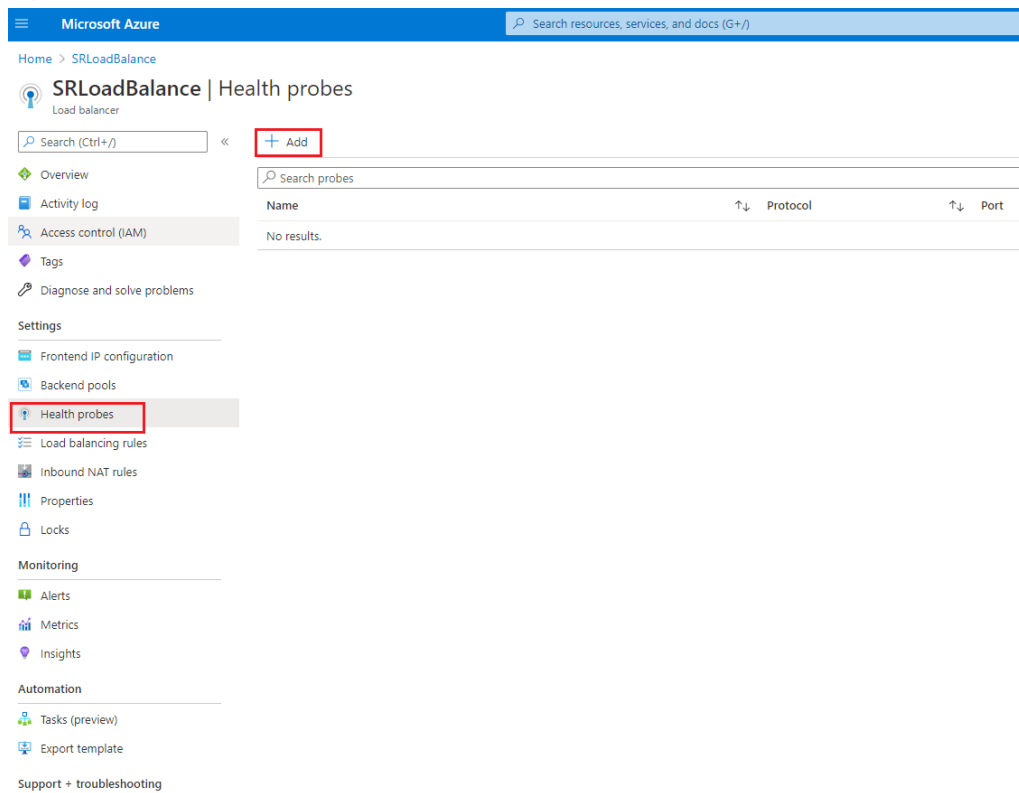 Microsoft Azure
Search resources, services, and docs (G+/)
Home > SRLoadBalance
SRLoadBalance | Health probes
Load balancer
Search (Ctrl+/)
«
+ Add
Overview
Activity log
Access control (IAM)
Tags
Diagnose and solve problems
Settings
Frontend IP configuration
Backend pools
Health probes
Load balancing rules
Inbound NAT rules
Properties
Locks
Monitoring
Alerts
Metrics
Insights
Automation
Tasks (preview)
Export template
Support + troubleshooting
Search probes
Name ↑↓ Protocol ↑↓ Port
No results.